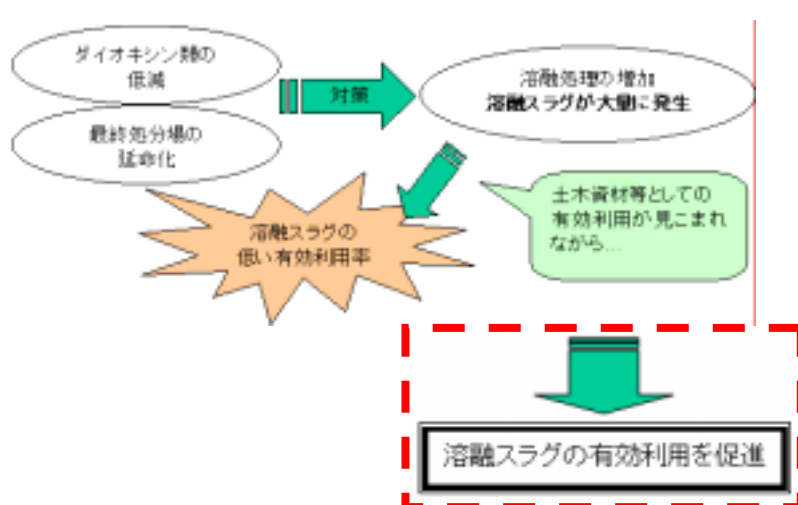 ダイオキシン類の
低減
最終処分場の
延命化
対策
溶融処理の増加
溶融スラグが大量に発生
土木資材等としての
有効利用が見こまれ
ながら…
溶融スラグの
低い有効利用率
溶融スラグの有効利用を促進